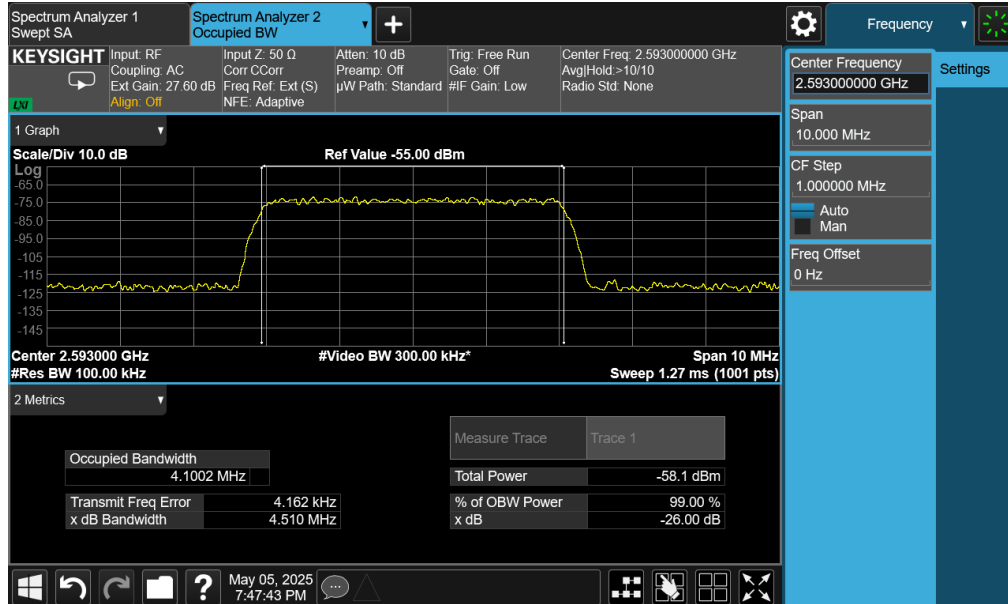 Spectrum Analyzer 1
Swept SA
Spectrum Analyzer 2
Occupied BW
Frequency
KEYSIGHT
LXI
Input: RF
Coupling: AC
Ext Gain: 27.60 dB
Align: Off
Input Z: 50 Ω
Corr CCorr
Freq Ref: Ext (S)
NFE: Adaptive
Atten: 10 dB
Preamp: Off
µW Path: Standard
Trig: Free Run
Gate: Off
#IF Gain: Low
Center Freq: 2.593000000 GHz
Avg|Hold:>10/10
Radio Std: None
1 Graph
Scale/Div 10.0 dB
Ref Value -55.00 dBm
Log
-65.0
-75.0
-85.0
-95.0
-105
-115
-125
-135
-145
Center 2.593000 GHz
#Video BW 300.00 kHz*
Span 10 MHz
#Res BW 100.00 kHz
Sweep 1.27 ms (1001 pts)
2 Metrics
Measure Trace
Trace 1
Occupied Bandwidth
4.1002 MHz
Total Power
-58.1 dBm
Transmit Freq Error
4.162 kHz
% of OBW Power
99.00 %
x dB Bandwidth
4.510 MHz
x dB
-26.00 dB
?
May 05, 2025
7:47:43 PM
Center Frequency
2.593000000 GHz
Settings
Span
10.000 MHz
CF Step
1.000000 MHz
Auto
Man
Freq Offset
0 Hz